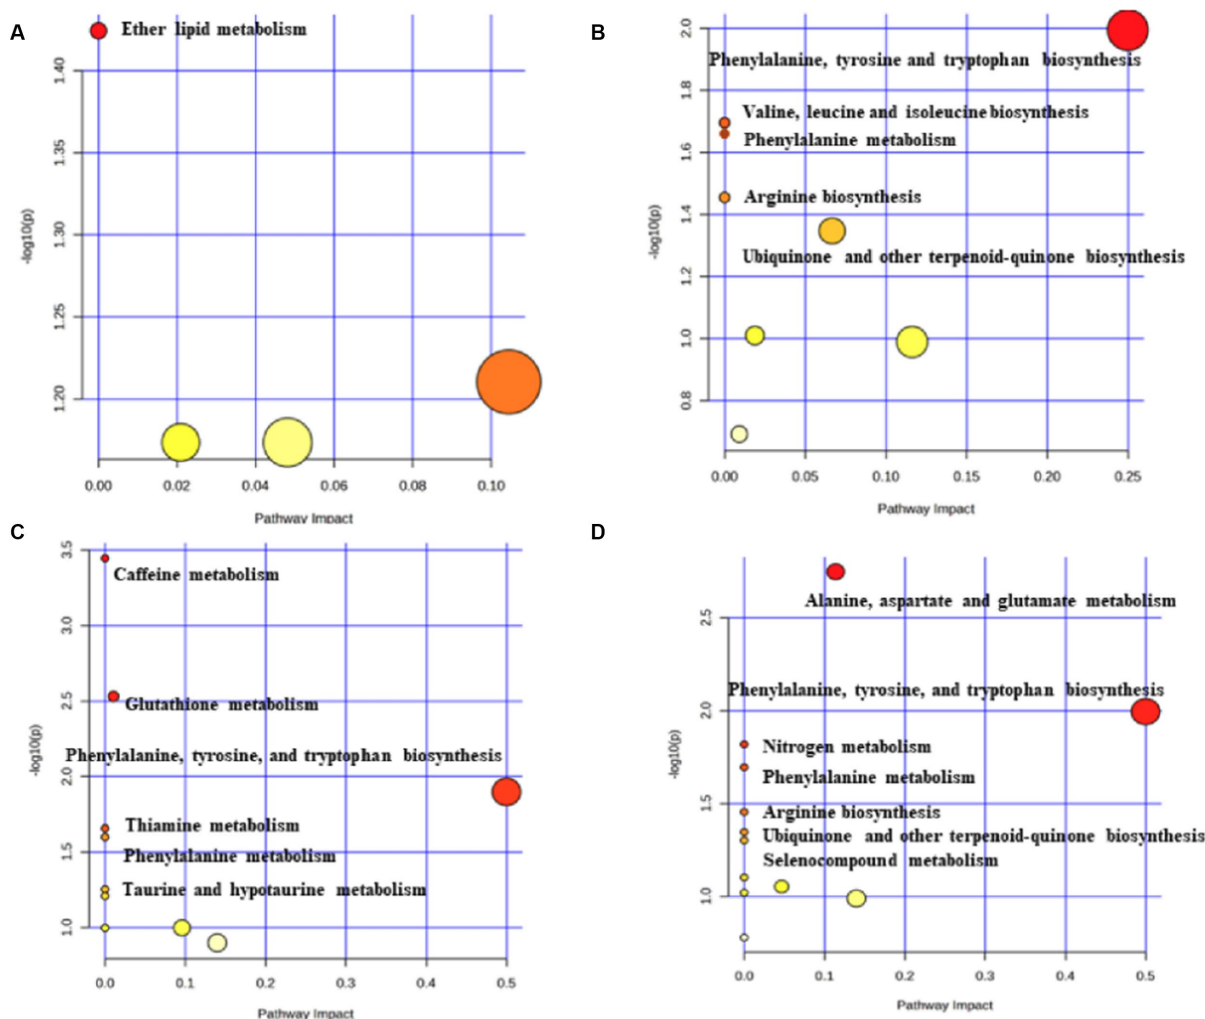 A
Ether lipid metabolism
1.40
1.35
1.30
1.25
1.20
-log10(p)
0.00 0.02 0.04 0.06 0.08 0.10
Pathway Impact
B
2.0
Phenylalanine, tyrosine and tryptophan biosynthesis
1.8
Valine, leucine and isoleucine biosynthesis
Phenylalanine metabolism
1.6
Arginine biosynthesis
1.4
Ubiquinone and other terpenoid-quinone biosynthesis
1.2
1.0
0.8
-log10(p)
0.00 0.05 0.10 0.15 0.20 0.25
Pathway Impact
C
3.5
Caffeine metabolism
3.0
2.5
Glutathione metabolism
Phenylalanine, tyrosine, and tryptophan biosynthesis
2.0
Thiamine metabolism
Phenylalanine metabolism
1.5
Taurine and hypotaurine metabolism
1.0
-log10(p)
0.0 0.1 0.2 0.3 0.4 0.5
Pathway Impact
D
Alanine, aspartate and glutamate metabolism
2.5
Phenylalanine, tyrosine, and tryptophan biosynthesis
2.0
Nitrogen metabolism
Phenylalanine metabolism
1.5
Arginine biosynthesis
Ubiquinone and other terpenoid-quinone biosynthesis
Selenocompound metabolism
1.0
-log10(p)
0.0 0.1 0.2 0.3 0.4 0.5
Pathway Impact